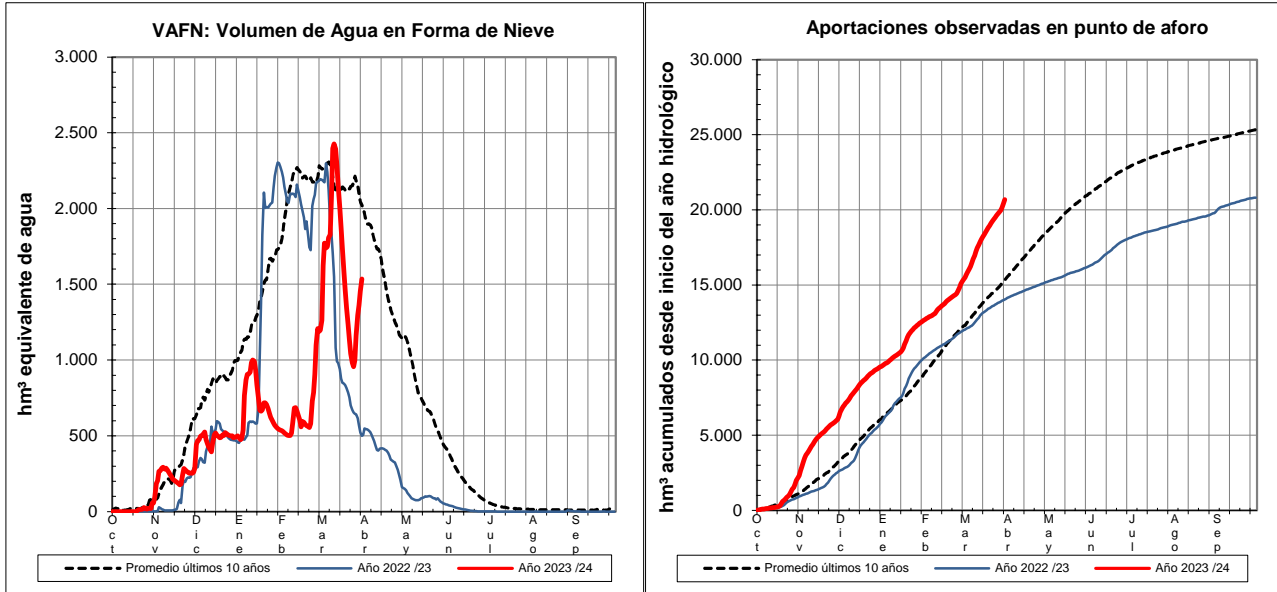 VAFN: Volumen de Agua en Forma de Nieve
hm³ equivalente de agua
3.000
2.500
2.000
1.500
1.000
500
0
Oct
Nov
Dic
Ene
Feb
Mar
Abr
May
Jun
Jul
Ago
Sep
Promedio últimos 10 años
Año 2022 /23
Año 2023 /24
Aportaciones observadas en punto de aforo
hm³ acumulados desde inicio del año hidrológico
30.000
25.000
20.000
15.000
10.000
5.000
0
Oct
Nov
Dic
Ene
Feb
Mar
Abr
May
Jun
Jul
Ago
Sep
Promedio últimos 10 años
Año 2022 /23
Año 2023 /24